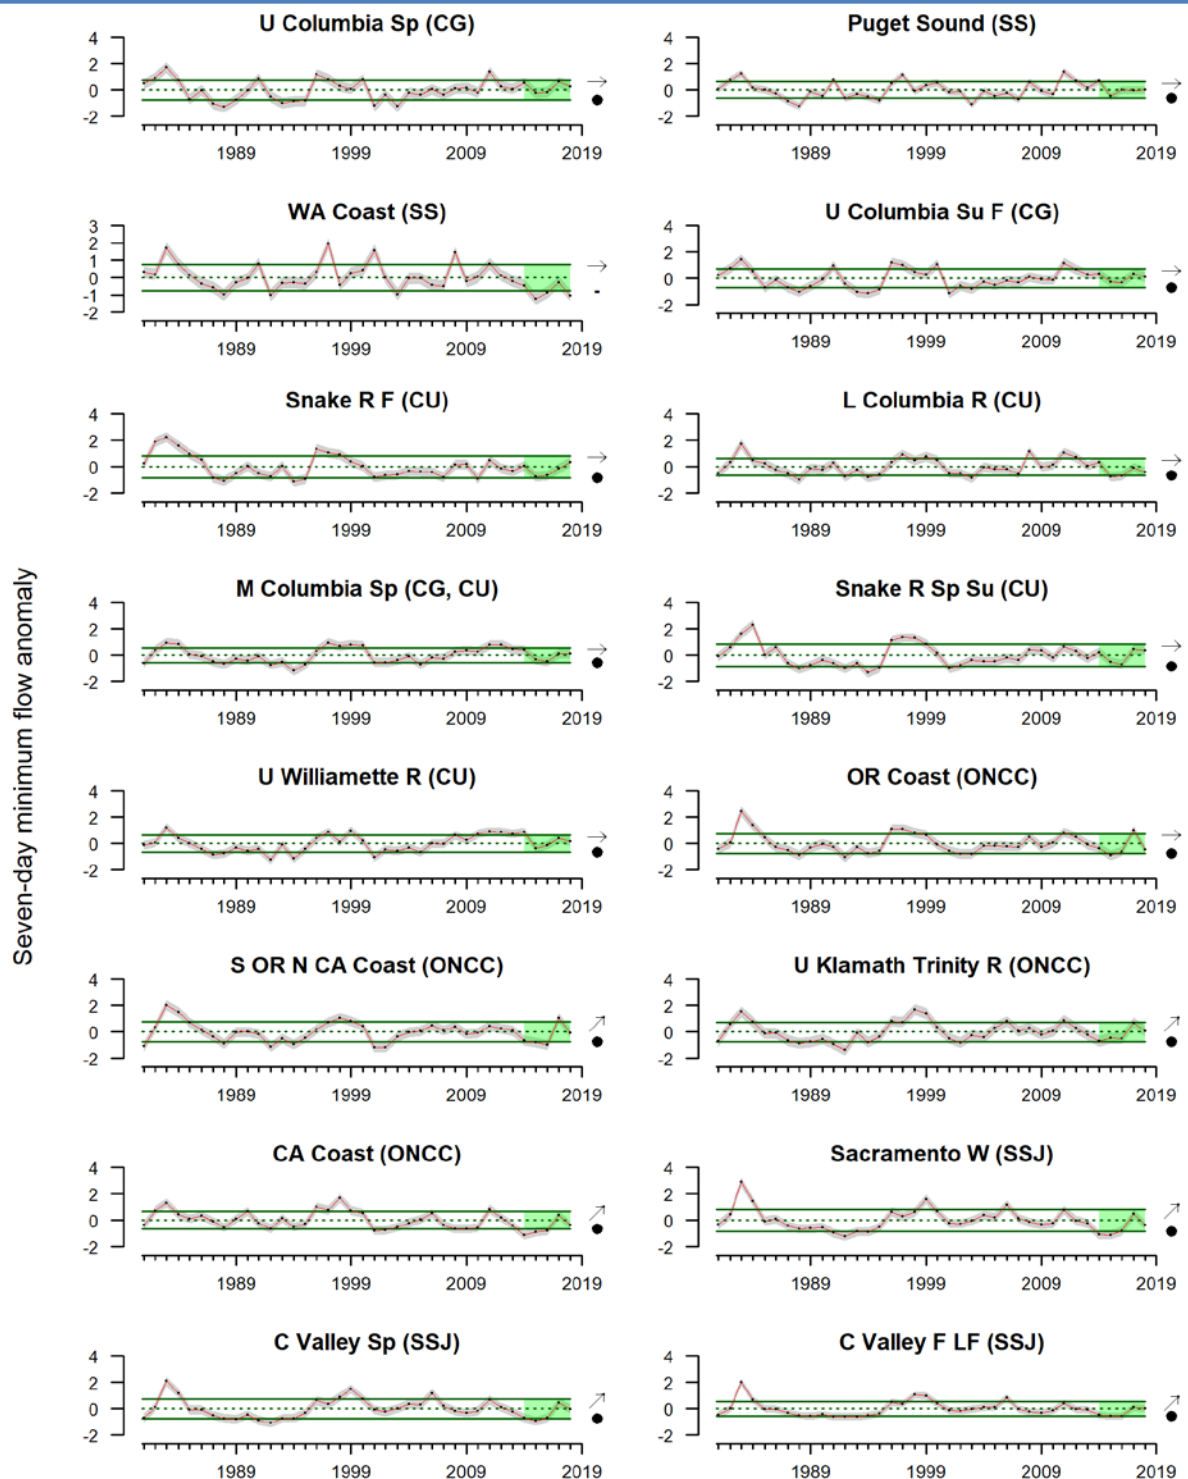 U Columbia Sp (CG)
4
2
0
-2
1989 1999 2009 2019
Puget Sound (SS)
4
2
0
-2
1989 1999 2009 2019
WA Coast (SS)
3
2
1
0
-1
-2
1989 1999 2009 2019
U Columbia Su F (CG)
4
2
0
-2
1989 1999 2009 2019
Snake R F (CU)
4
2
0
-2
1989 1999 2009 2019
L Columbia R (CU)
4
2
0
-2
1989 1999 2009 2019
Seven-day minimum flow anomaly
M Columbia Sp (CG, CU)
4
2
0
-2
1989 1999 2009 2019
Snake R Sp Su (CU)
4
2
0
-2
1989 1999 2009 2019
U Williamette R (CU)
4
2
0
-2
1989 1999 2009 2019
OR Coast (ONCC)
4
2
0
-2
1989 1999 2009 2019
S OR N CA Coast (ONCC)
4
2
0
-2
1989 1999 2009 2019
U Klamath Trinity R (ONCC)
4
2
0
-2
1989 1999 2009 2019
CA Coast (ONCC)
4
2
0
-2
1989 1999 2009 2019
Sacramento W (SSJ)
4
2
0
-2
1989 1999 2009 2019
C Valley Sp (SSJ)
4
2
0
-2
1989 1999 2009 2019
C Valley F LF (SSJ)
4
2
0
-2
1989 1999 2009 2019